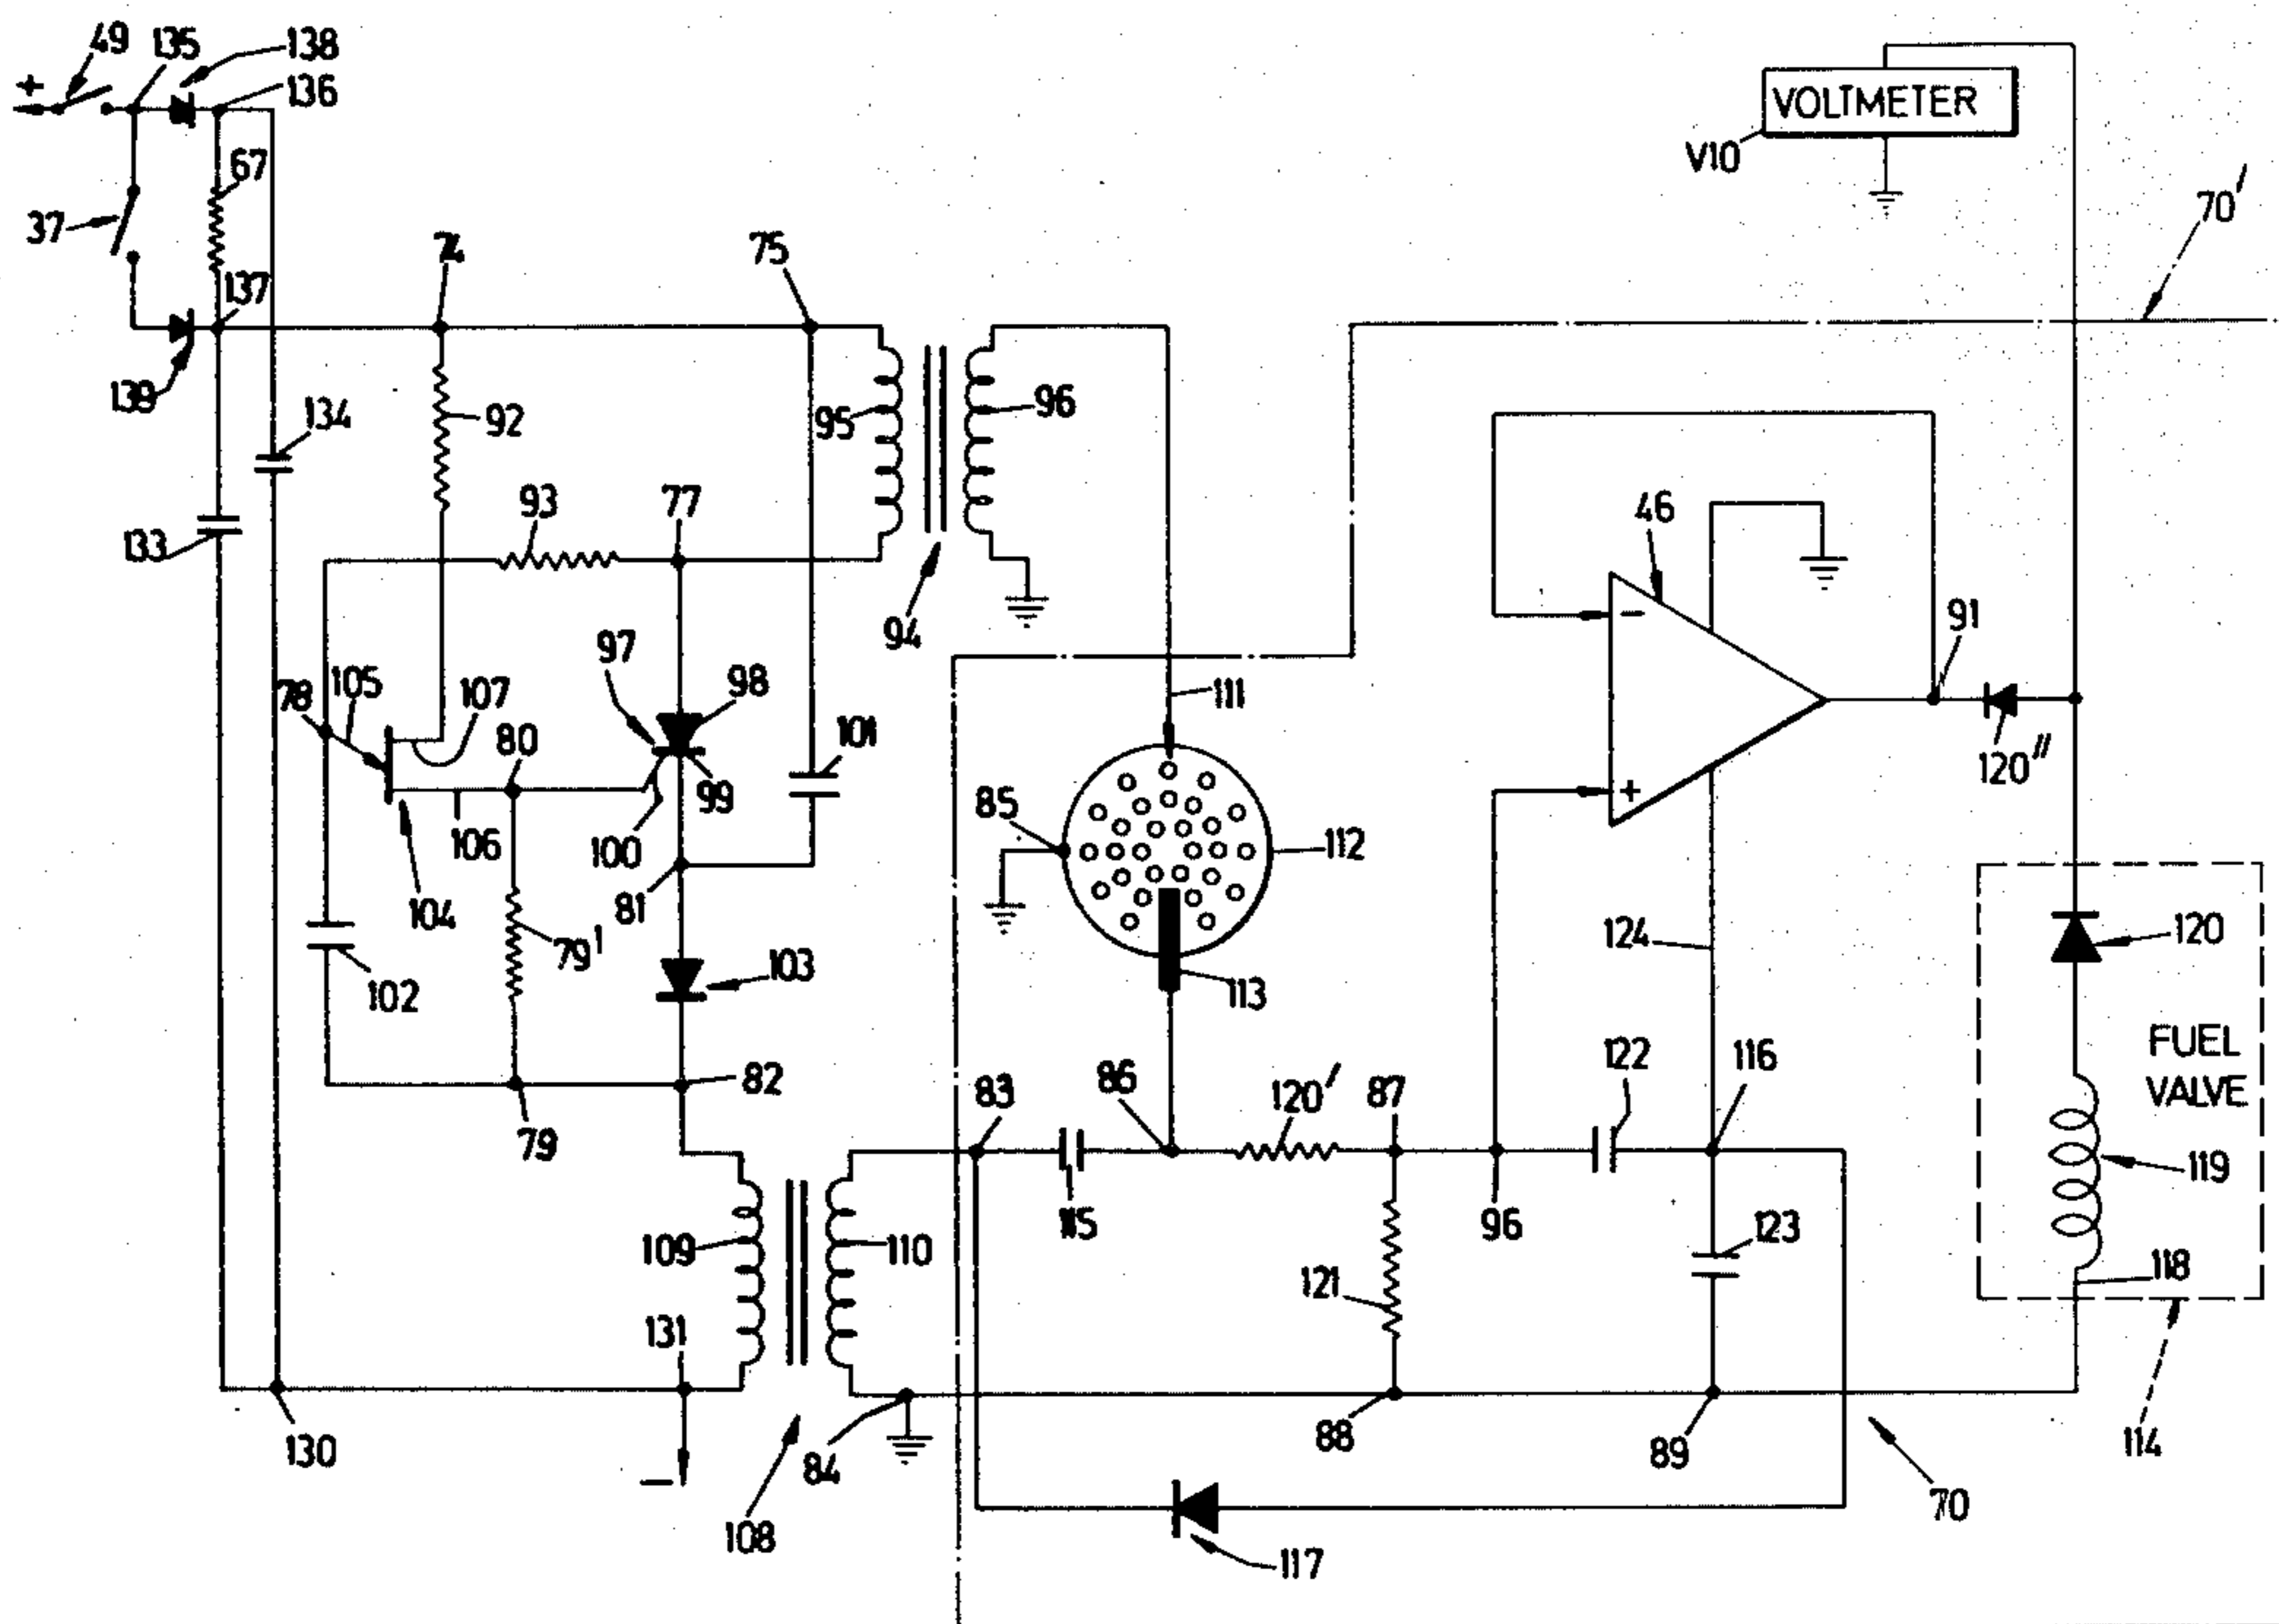 49 135 138
+
136
VOLTMETER
67
V10
70'
37
74 75
137
139
134 92 95 96
93 77 46
133
94
91
97
78 105 107 98
111
80 101
120"
99
85
106 100 112
104 81
124 120
79' 103
102 113
FUEL
VALVE
82 83 86 120' 87 122 116
79
119
115 96 123
109 110
121 118
131
130 84 88 89 114
−
108 70
117
− +